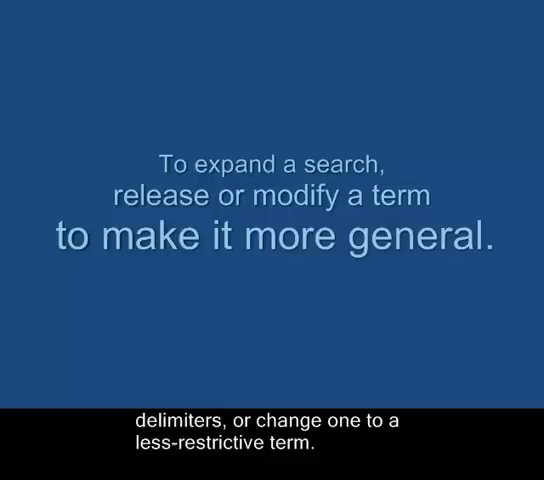 To expand a search,
release or modify a term
to make it more general.
delimiters, or change one to a
less-restrictive term.